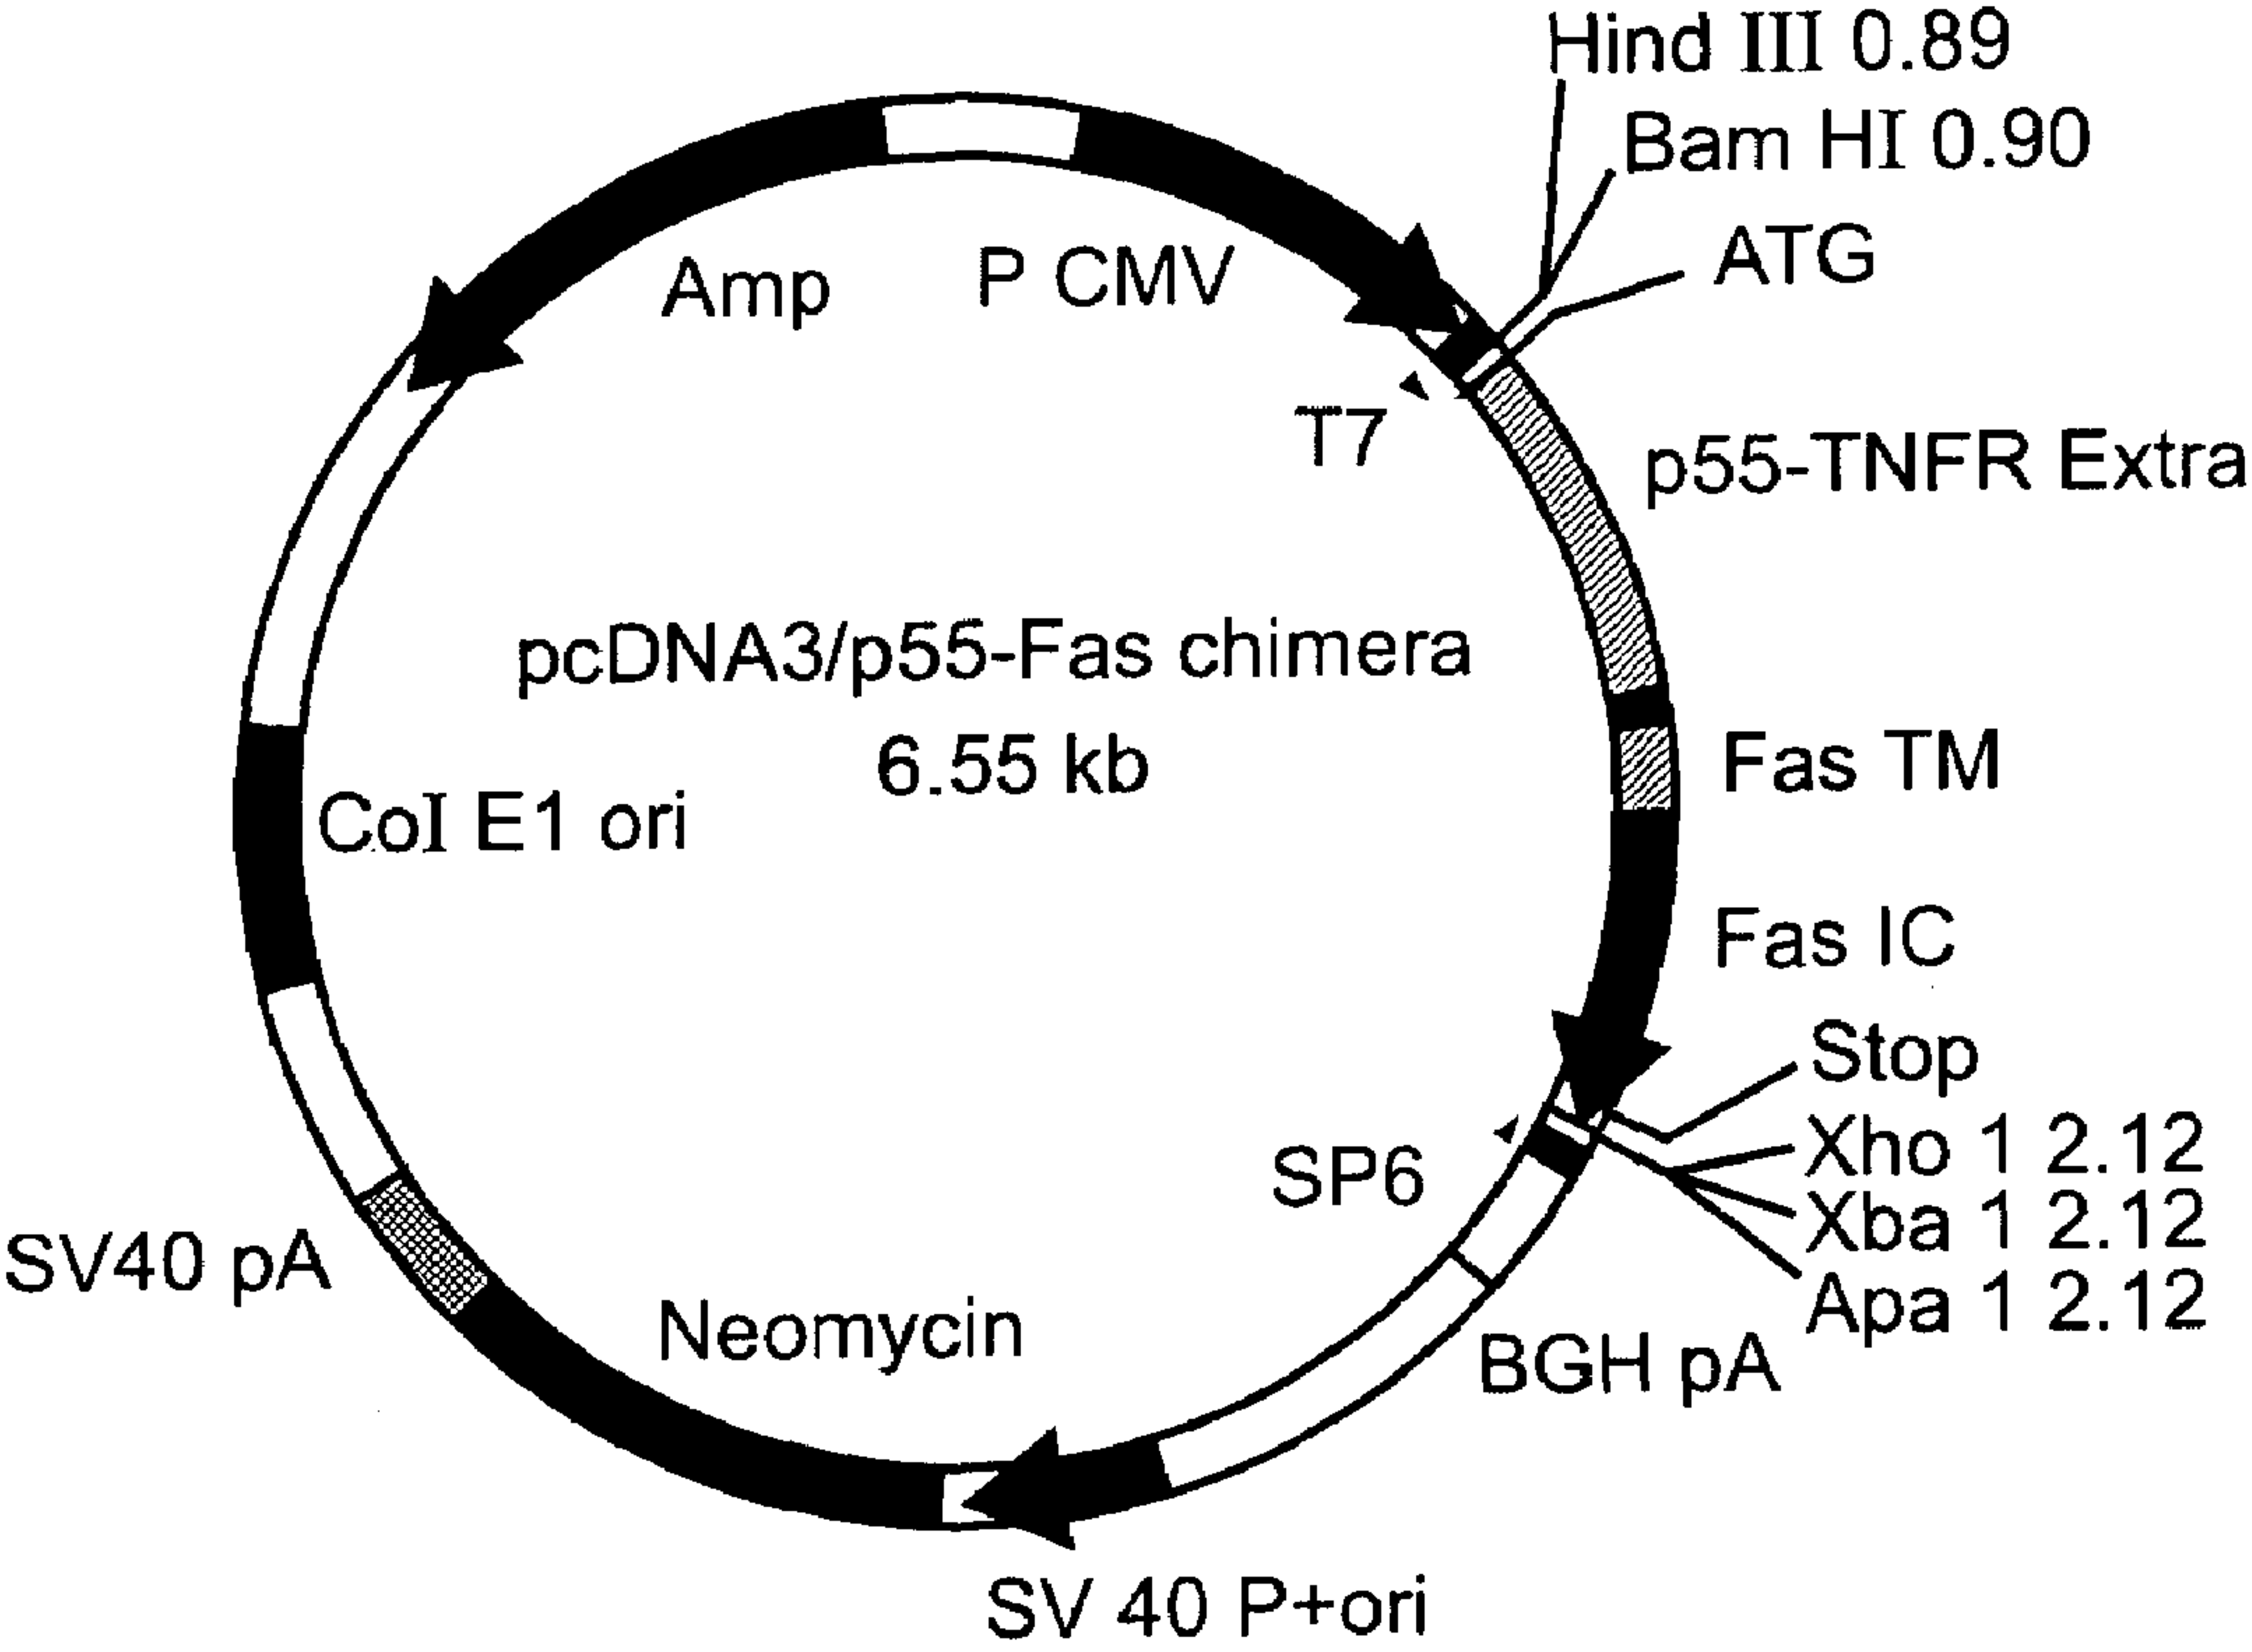 Hind III 0.89
Bam HI 0.90
ATG
Amp
P CMV
T7
p55-TNFR Extra
pcDNA3/p55-Fas chimera
6.55 kb
Fas TM
Col E1 ori
Fas IC
Stop
Xho 1 2.12
SP6
Xba 1 2.12
SV40 pA
Apa 1 2.12
Neomycin
BGH pA
SV 40 P+ori